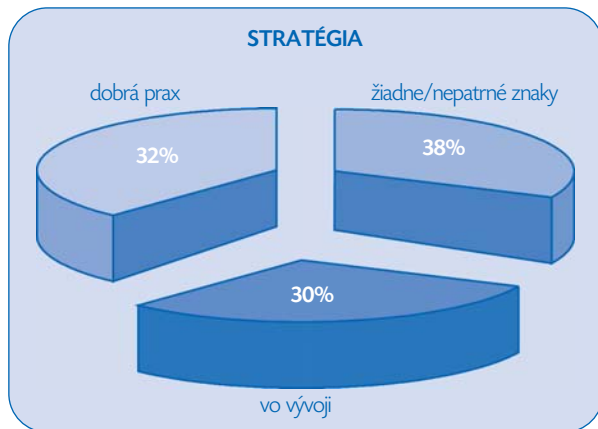 STRATÉGIA
dobrá prax
žiadne/nepatrné znaky
32%
38%
30%
vo vývoji